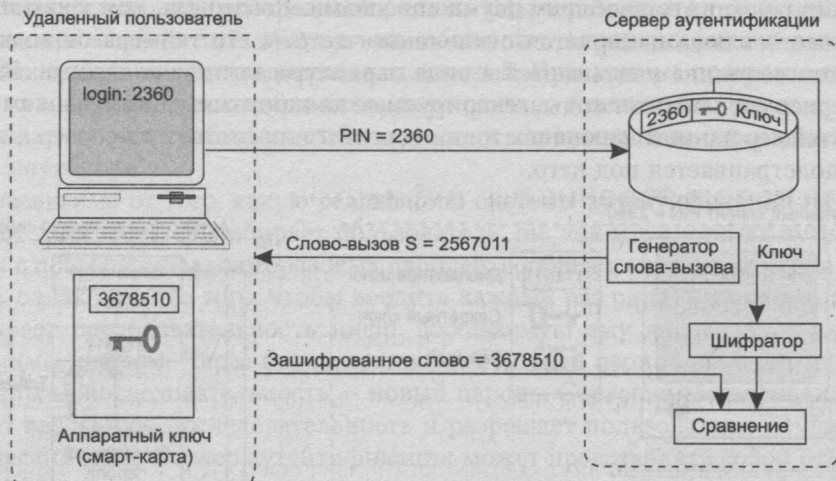 Удаленный пользователь
Сервер аутентификации
login: 2360
2360 Ключ
PIN = 2360
Слово-вызов S = 2567011
Генератор
слова-вызова
Ключ
3678510
Шифратор
Зашифрованное слово = 3678510
Сравнение
Аппаратный ключ
(смарт-карта)